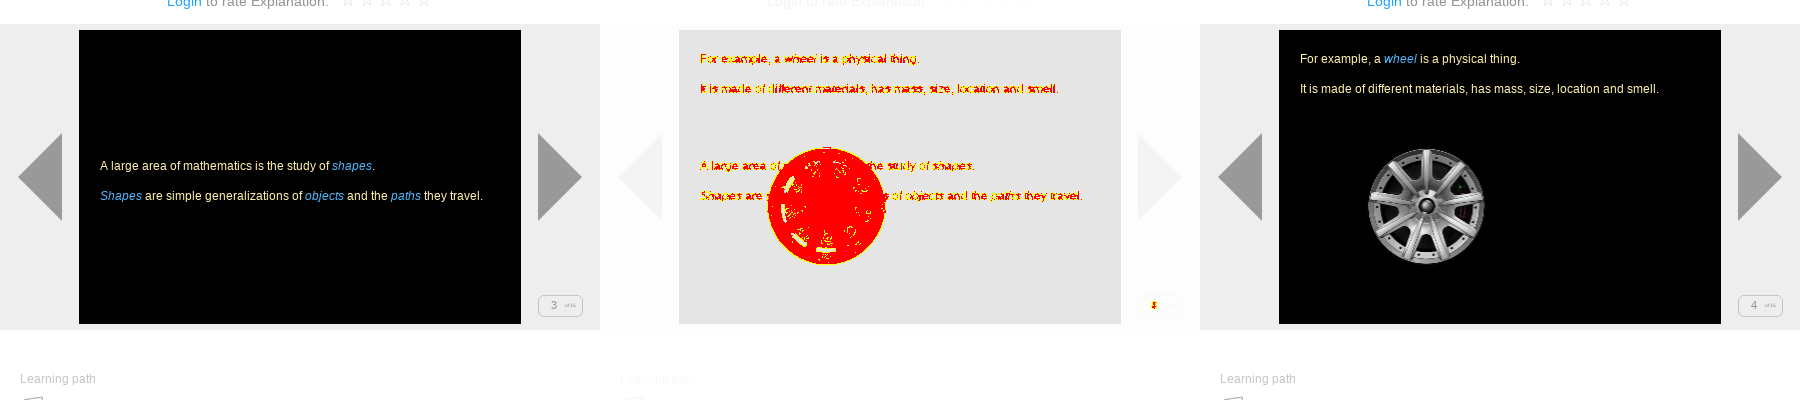 Login to rate Explanation.
A large area of mathematics is the study of shapes.
Shapes are simple generalizations of objects and the paths they travel.
3 of 16
Learning path
Login to rate Explanation.
For example, a wheel is a physical thing.
It is made of different materials, has mass, size, location and smell.
A large area of the study of shapes.
Shapes are of objects and the paths they travel.
Learning path
Login to rate Explanation.
For example, a wheel is a physical thing.
It is made of different materials, has mass, size, location and smell.
4 of 16
Learning path